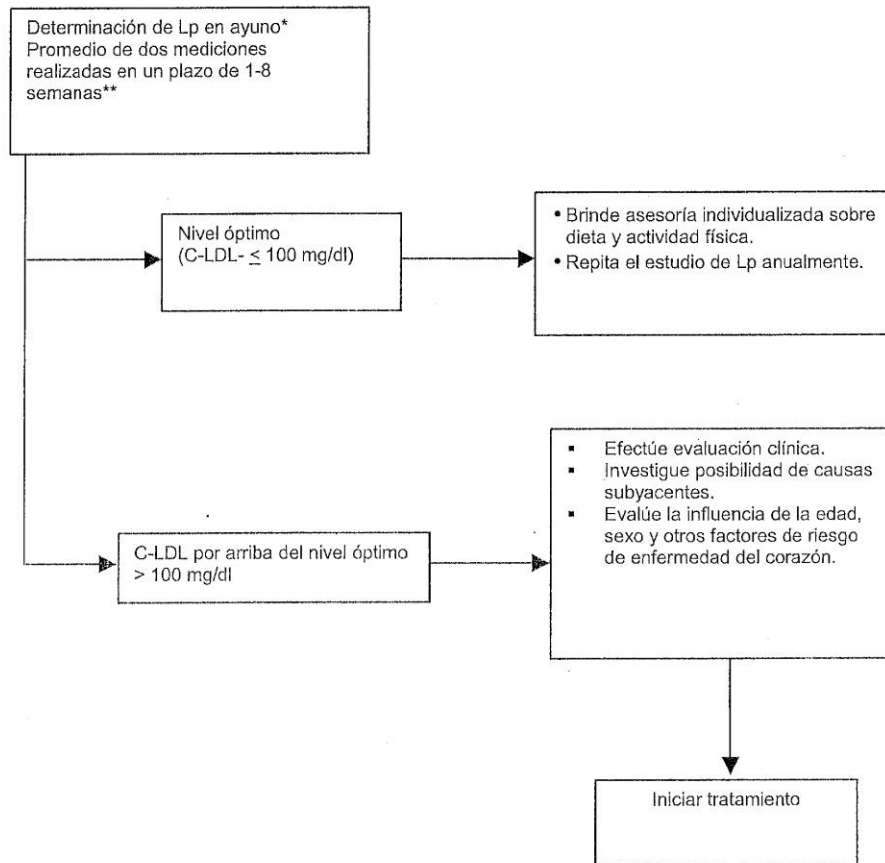 Determinación de Lp en ayuno*
Promedio de dos mediciones
realizadas en un plazo de 1-8
semanas**
Nivel óptimo
(C-LDL- ≤ 100 mg/dl)
• Brinde asesoría individualizada sobre
dieta y actividad física.
• Repita el estudio de Lp anualmente.
C-LDL por arriba del nivel óptimo
> 100 mg/dl
▪ Efectúe evaluación clínica.
▪ Investigue posibilidad de causas
subyacentes.
▪ Evalúe la influencia de la edad,
sexo y otros factores de riesgo
de enfermedad del corazón.
Iniciar tratamiento